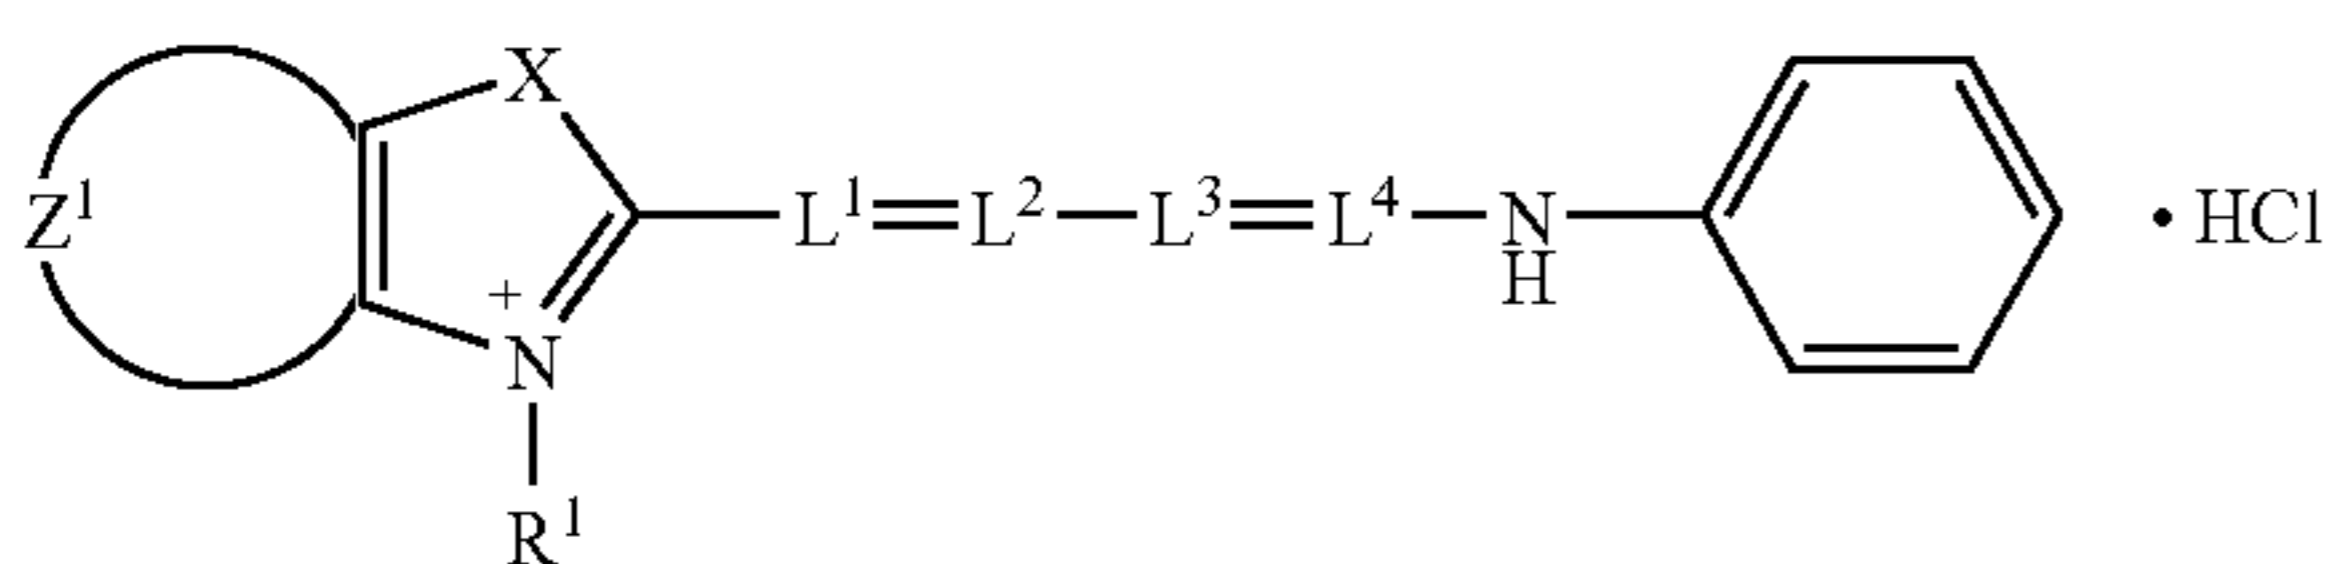 X
Z¹ L¹ L² L³ L⁴ N • HCl
H
+
N
R¹